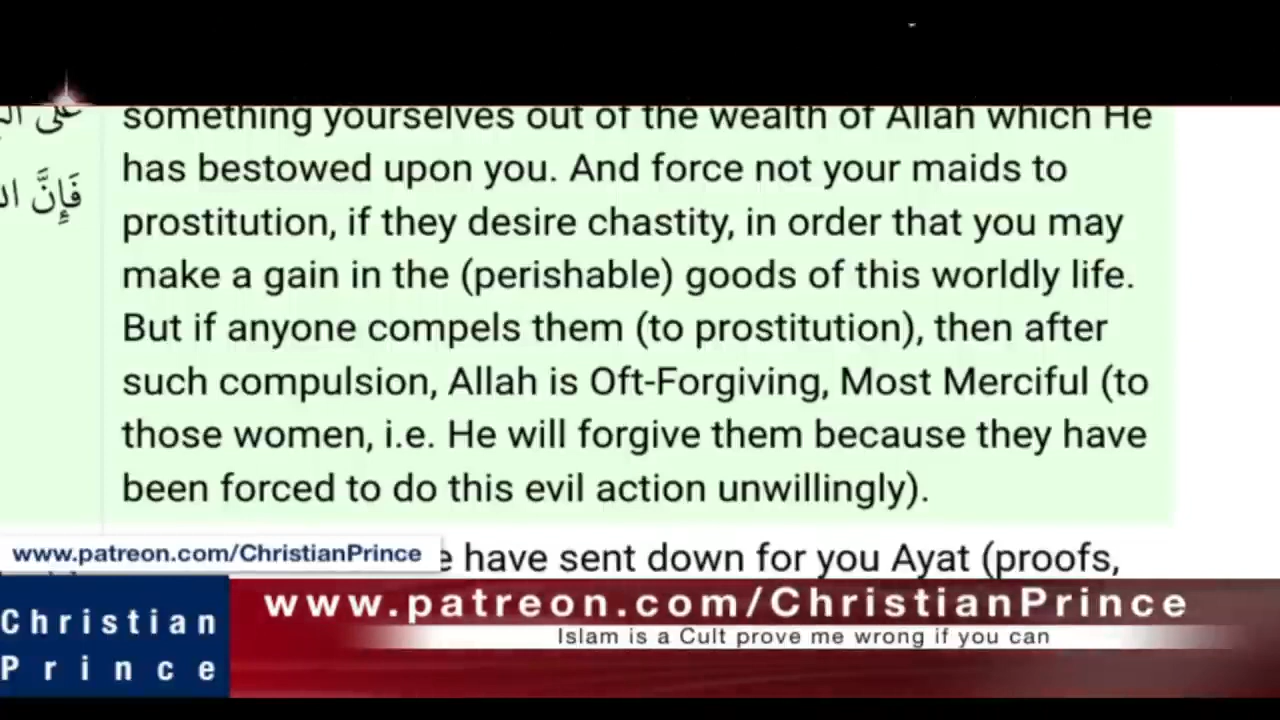 على
فَإِنَّ
something yourselves out of the wealth of Allah which He
has bestowed upon you. And force not your maids to
prostitution, if they desire chastity, in order that you may
make a gain in the (perishable) goods of this worldly life.
But if anyone compels them (to prostitution), then after
such compulsion, Allah is Oft-Forgiving, Most Merciful (to
those women, i.e. He will forgive them because they have
been forced to do this evil action unwillingly).
have sent down for you Ayat (proofs,
www.patreon.com/ChristianPrince
Christian
Prince
www.patreon.com/ChristianPrince
Islam is a Cult prove me wrong if you can